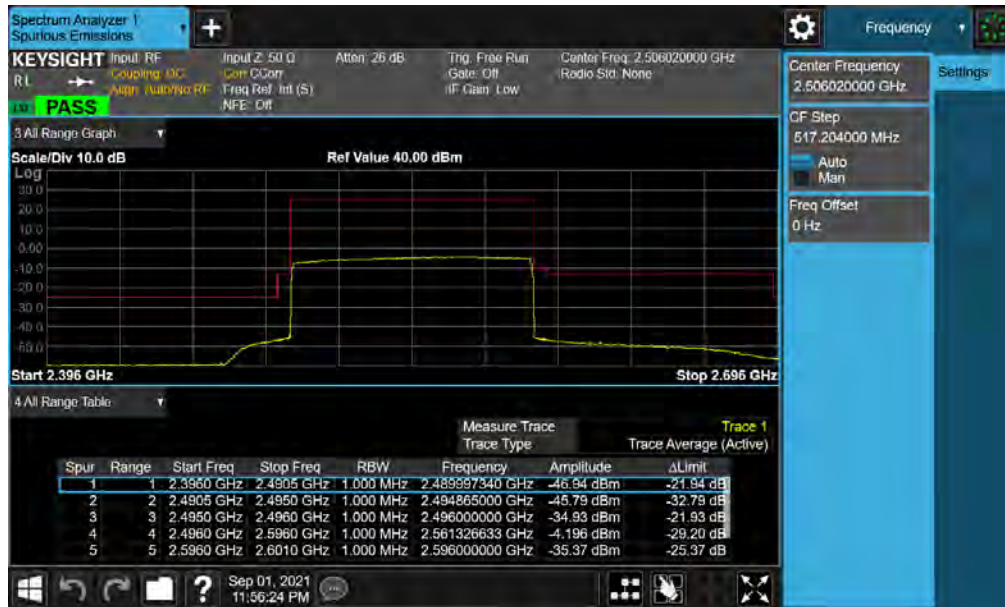 Spectrum Analyzer 1
Spurious Emissions
+
Frequency
KEYSIGHT
Input: RF
Coupling: DC
Align: Auto/No RF
Input Z: 50 Ω
Corr CCorr
Freq Ref: Int (S)
NFE: Off
Atten: 26 dB
Trig: Free Run
Gate: Off
IF Gain: Low
Center Freq: 2.506020000 GHz
Radio Std: None
PASS
Center Frequency
2.506020000 GHz
Settings
CF Step
517.204000 MHz
Auto
Man
Freq Offset
0 Hz
3 All Range Graph
Scale/Div 10.0 dB
Ref Value 40.00 dBm
Log
30.0
20.0
10.0
0.00
-10.0
-20.0
-30.0
-40.0
Start 2.396 GHz
Stop 2.696 GHz
4 All Range Table
Measure Trace Trace 1
Trace Type Trace Average (Active)
Spur Range Start Freq Stop Freq RBW Frequency Amplitude ΔLimit
1 1 2.3960 GHz 2.4905 GHz 1.000 MHz 2.489997340 GHz -46.94 dBm -21.94 dB
2 2 2.4905 GHz 2.4950 GHz 1.000 MHz 2.494865000 GHz -45.79 dBm -32.79 dB
3 3 2.4950 GHz 2.4960 GHz 1.000 MHz 2.496000000 GHz -34.93 dBm -21.93 dB
4 4 2.4960 GHz 2.5960 GHz 1.000 MHz 2.561326633 GHz -4.196 dBm -29.20 dB
5 5 2.5960 GHz 2.6010 GHz 1.000 MHz 2.596000000 GHz -35.37 dBm -25.37 dB
?
Sep 01, 2021
11:56:24 PM